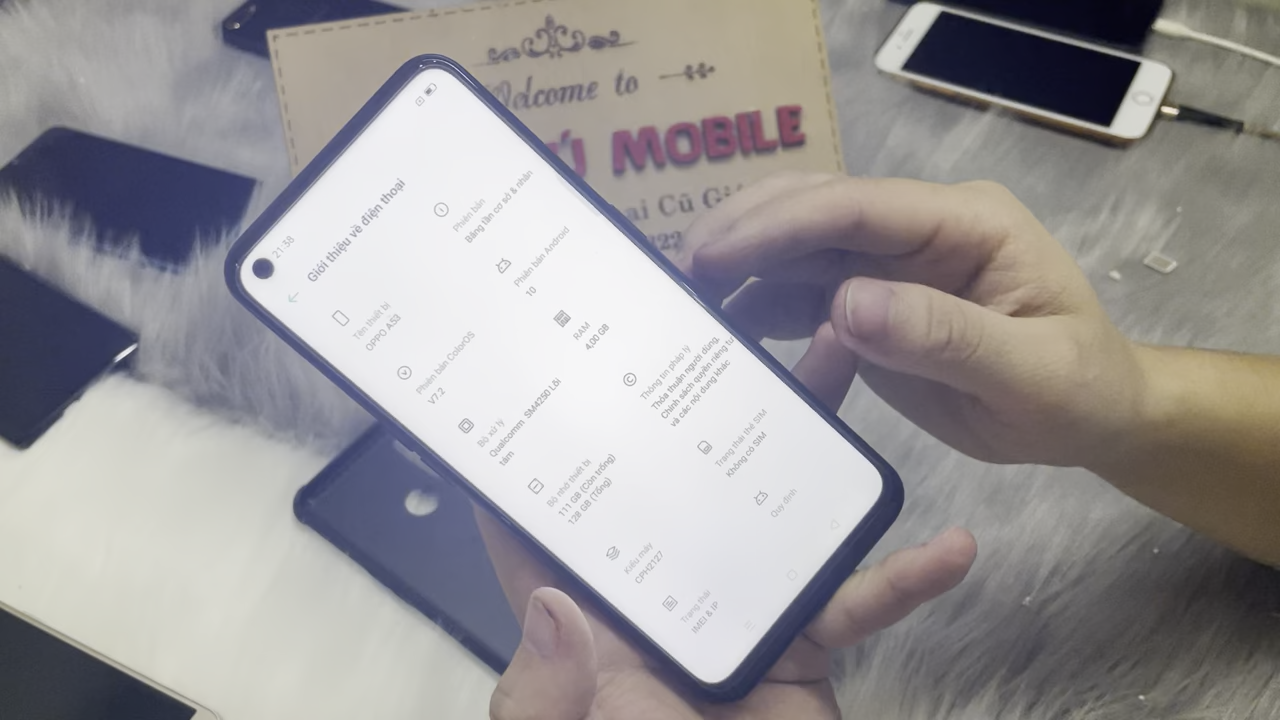 Welcome to
MOBILE
Cũ
21:38
Giới thiệu về điện thoại
Tên thiết bị
OPPO A53
Phiên bản
Băng tần cơ sở & nhân
Phiên bản ColorOS
V7.2
Phiên bản Android
10
Bộ xử lý
Qualcomm SM4250 Lõi
tám
RAM
4,00 GB
Bộ nhớ thiết bị
111 GB (Còn trống)
128 GB (Tổng)
Thông tin pháp lý
Thỏa thuận người dùng,
Chính sách quyền riêng tư
và các nội dung khác
Kiểu máy
CPH2127
Trạng thái thẻ SIM
Không có SIM
Trạng thái
IMEI & IP
Quy định